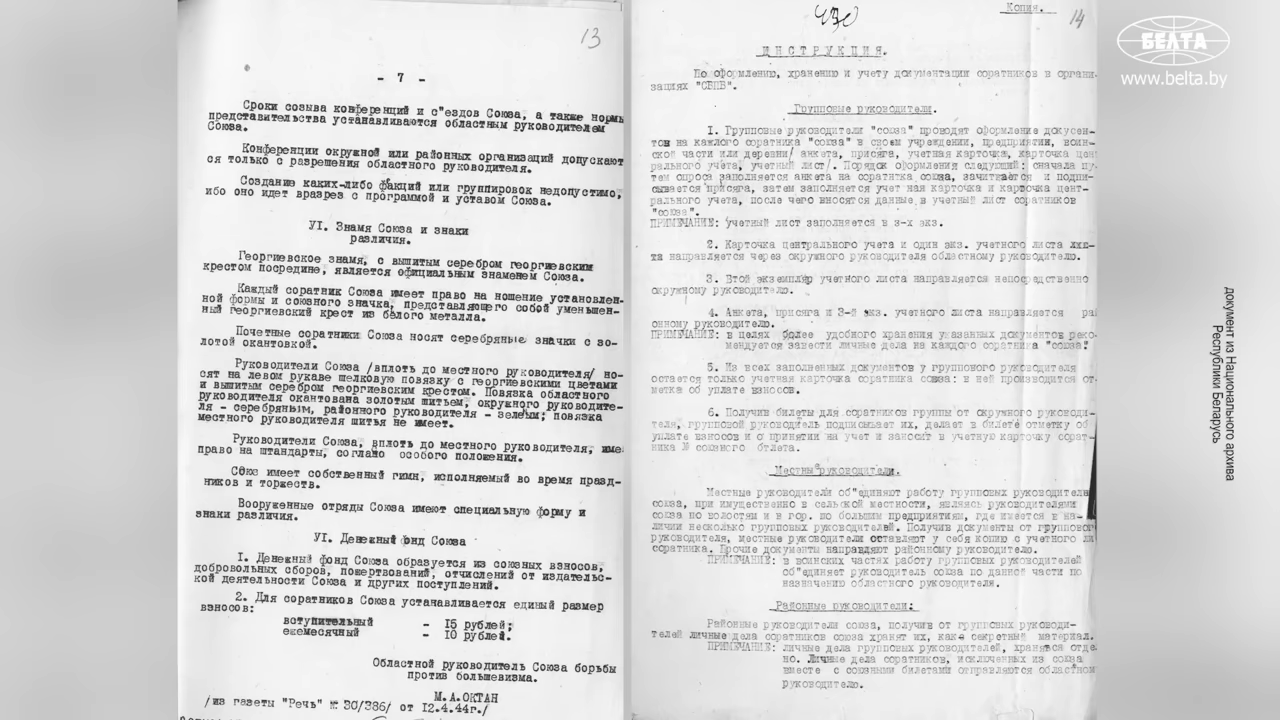 13
- 7 -
Сроки созыва конференций и с"ездов Союза, а также нормы
представительства устанавливаются областным руководителем
Союза.
Конференции окружной или районных организаций допускают
ся только с разрешения областного руководителя.
Создание каких-либо факций или группировок недопустимо,
ибо оно идет вразрез с программой и уставом Союза.
УI. Знамя Союза и знаки
различия.
Георгиевское знамя, с вышитым серебром георгиевским
крестом посредине, является официальным знаменем Союза.
Каждый соратник Союза имеет право на ношение установлен-
ной формы и союзного значка, представляющего собой уменьшен-
ный георгиевский крест из белого металла.
Почетные соратники Союза носят серебряные значки с зо-
лотой окантовкой.
Руководители Союза /вплоть до местного руководителя/ но-
сят на левом рукаве шелковую повязку с георгиевскими цветами
и вышитым серебром георгиевским крестом. Повязка областного
руководителя окантована золотым шитьем, окружного руководите-
ля - серебряным, районного руководителя - зеленым; повязка
местного руководителя шитья не имеет.
Руководители Союза, вплоть до местного руководителя, име
право на штандарты, соглано особого положения.
Союз имеет собственный гимн, исполняемый во время празд-
ников и торжеств.
Вооруженные отряды Союза имеют специальную форму и
знаки различия.
УI. Денежный фонд Союза
I. Денежный фонд Союза образуется из союзных взносов,
добровольных сборов, пожертвований, отчислений от издательс-
кой деятельности Союза и других поступлений.
2. Для соратников Союза устанавливается единый размер
взносов:
вступительный - 15 рублей;
ежемесячный - 10 рублей.
Областной руководитель Союза борьбы
против большевизма.
М.А.ОКТАН
/из газеты "Речь" № 30/386/ от 12.4.44г./
430
Копия.
14
ИНСТРУКЦИЯ.
По оформлению, хранению и учету документации соратников в органи-
зациях "СБПБ".
Групповые руководители.
I. Групповые руководители "союза" проводят оформление докумен-
тов на каждого соратника "союза" в своем учреждении, предприятии, воин-
ской части или деревни/ анкета, присяга, учетная карточка, карточка цен
рального учета, учетный лист/. Порядок оформления следующий: сначала пу
тем опроса заполняется анкета на соратнтка союза, зачитывается и подпи-
сывается присяга, затем заполняется учет ная карточка и карточка цент-
рального учета, после чего вносятся данные в учетный лист соратников
"союза".
ПРИМЕЧАНИЕ: учетный лист заполняется в 3-х экз.
2. Карточка центрального учета и один экз. учетного листа
та направляется через окружного руководителя областному руководителю.
3. Втой экземпляр учетного листа направляется непосредственно
окружному руководителю.
4. Анкета, присяга и 3-й экз. учетного листа направляется рай
онному руководителю.
ПРИМЕЧАНИЕ: в целях более удобного хранения указанных документов реко-
мендуется завести личные дела на каждого соратника "союза".
5. Из всех заполненных документов у группового руководителя
остается только учетная карточка соратника союза: в ней производится от-
метка об уплате взносов.
6. Получив билеты для соратников группы от окружного руководи-
теля, групповой руководитель подписывает их, делает в билете отметку об
уплате взносов и о принятии на учет и заносит в учетную карточку сорат-
ника № союзного бтлета.
Местные руководители.
Местные руководители об"единяют работу групповых руководителе
союза, при имущественно в сельской местности, являясь руководителями
союза по волостям и в гор. по большим предприятиям, где имеется в на-
личии несколько групповых руководителей. Получив документы от группового
руководителя, местные руководители оставляют у себя копию с учетного ли
соратника. Прочие документы направляют районному руководителю.
ПРИМЕЧАНИЕ: в воинских частях работу групповых руководителей
об"единяет руководитель союза по данной части по
назначению областного руководителя.
Районные руководители:
Районные руководители союза, получив от групповых руководи-
телей личные дела соратников союза хранят их, как секретный материал.
ПРИМЕЧАНИЕ: личные дела групповых руководителей, хранятся отде
но. Личные дела соратников, исключенных из союза
вместе с союзными билетами отправляются областном
руководителю.
БЕЛТА
www.belta.by
документ из Национального архива
Республики Беларусь